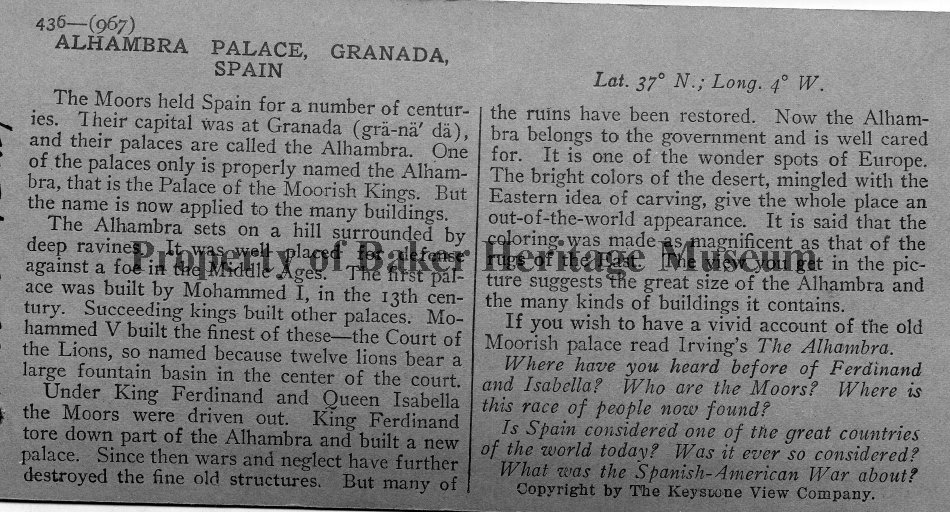 436—(967)
ALHAMBRA PALACE, GRANADA,
SPAIN
The Moors held Spain for a number of centur-
ies. Their capital was at Granada (grä-nä' dä),
and their palaces are called the Alhambra. One
of the palaces only is properly named the Alham-
bra, that is the Palace of the Moorish Kings. But
the name is now applied to the many buildings.
The Alhambra sets on a hill surrounded by
deep ravines. It was well placed for defense
against a foe in the Middle Ages. The first pal-
ace was built by Mohammed I, in the 13th cen-
tury. Succeeding kings built other palaces. Mo-
hammed V built the finest of these—the Court of
the Lions, so named because twelve lions bear a
large fountain basin in the center of the court.
Under King Ferdinand and Queen Isabella
the Moors were driven out. King Ferdinand
tore down part of the Alhambra and built a new
palace. Since then wars and neglect have further
destroyed the fine old structures. But many of
Lat. 37° N.; Long. 4° W.
the ruins have been restored. Now the Alham-
bra belongs to the government and is well cared
for. It is one of the wonder spots of Europe.
The bright colors of the desert, mingled with the
Eastern idea of carving, give the whole place an
out-of-the-world appearance. It is said that the
coloring was made as magnificent as that of the
rugs of the East. The view you get in the pic-
ture suggests the great size of the Alhambra and
the many kinds of buildings it contains.
If you wish to have a vivid account of the old
Moorish palace read Irving's The Alhambra.
Where have you heard before of Ferdinand
and Isabella? Who are the Moors? Where is
this race of people now found?
Is Spain considered one of the great countries
of the world today? Was it ever so considered?
What was the Spanish-American War about?
Copyright by The Keystone View Company.
Property of Baker Heritage Museum